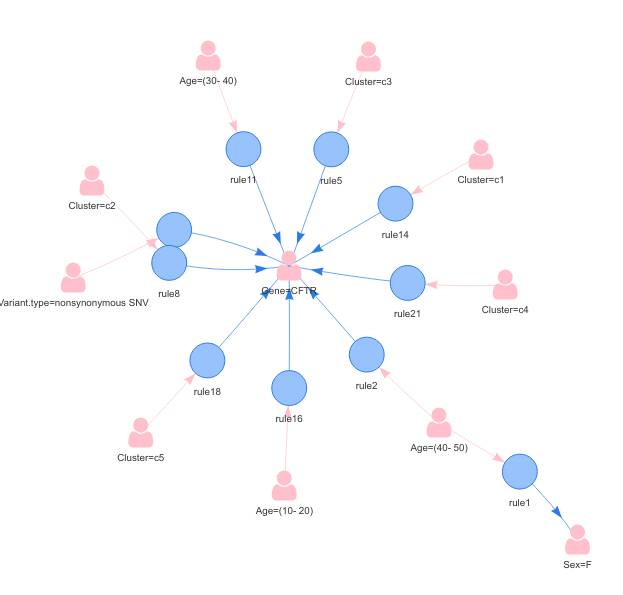 Age=(30- 40)
Cluster=c3
rule11
rule5
Cluster=c1
Cluster=c2
rule14
Gene=CFTR
rule8
Variant.type=nonsynonymous SNV
rule21
Cluster=c4
rule18
rule2
rule16
Age=(40- 50)
Cluster=c5
rule1
Age=(10- 20)
Sex=F